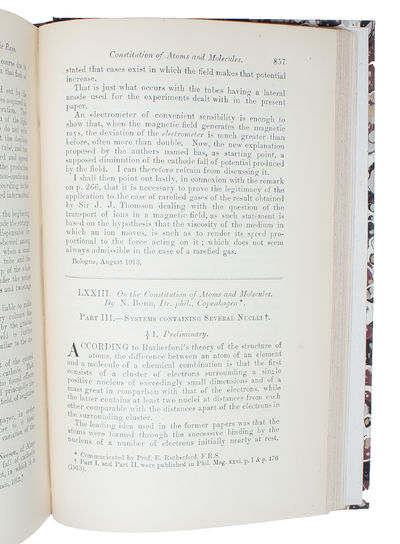 Constitution of Atoms and Molecules. 857
stated that cases exist in which the field makes that potential
increase.
That is just what occurs with the tubes having a lateral
anode used for the experiments dealt with in the present
paper.
An electrometer of convenient sensibility is enough to
show that, when the magnetic field generates the magnetic
rays, the deviation of the electrometer is much greater than
before, often more than double. Now, the new explanation
proposed by the authors named has, as starting point, a
supposed diminution of the cathode fall of potential produced
by the field. I can therefore refrain from discussing it.
I shall then point out lastly, in connexion with the remark
on p. 266, that it is necessary to prove the legitimacy of the
application to the case of rarefied gases of the result obtained
by Sir J. J. Thomson dealing with the question of the
transport of ions in a magnetic field, as such statement is
based on the hypothesis that the viscosity of the medium in
which an ion moves, is such as to render its speed pro-
portional to the force acting on it; which does not seem
always admissible in the case of a rarefied gas.
Bologna, August 1913.
LXXIII. On the Constitution of Atoms and Molecules.
By N. BOHR, Dr. phil., Copenhagen *.
PART III.—SYSTEMS CONTAINING SEVERAL NUCLEI †.
§ 1. Preliminary.
ACCORDING to Rutherford's theory of the structure of
atoms, the difference between an atom of an element
and a molecule of a chemical combination is that the first
consists of a cluster of electrons surrounding a single
positive nucleus of exceedingly small dimensions and of a
mass great in comparison with that of the electrons, while
the latter contains at least two nuclei at distances from each
other comparable with the distances apart of the electrons in
the surrounding cluster.
The leading idea used in the former papers was that the
atoms were formed through the successive binding by the
nucleus of a number of electrons initially nearly at rest.
* Communicated by Prof. E. Rutherford, F.R.S.
† Part I. and Part II. were published in Phil. Mag. xxvi. p. 1 & p. 476
(1913).